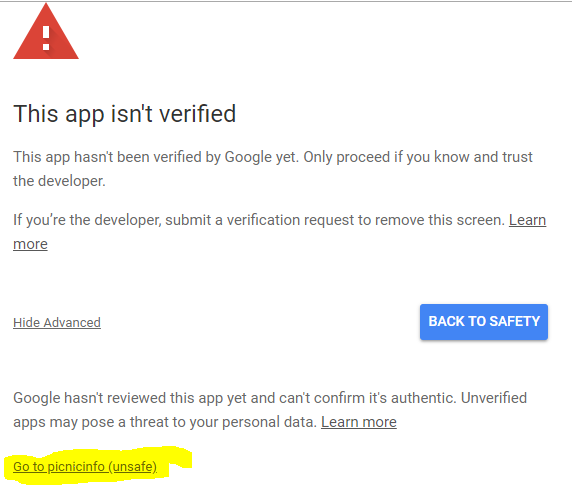 This app isn't verified
This app hasn't been verified by Google yet. Only proceed if you know and trust
the developer.
If you’re the developer, submit a verification request to remove this screen. Learn
more
Hide Advanced
BACK TO SAFETY
Google hasn't reviewed this app yet and can't confirm it's authentic. Unverified
apps may pose a threat to your personal data. Learn more
Go to picnicinfo (unsafe)